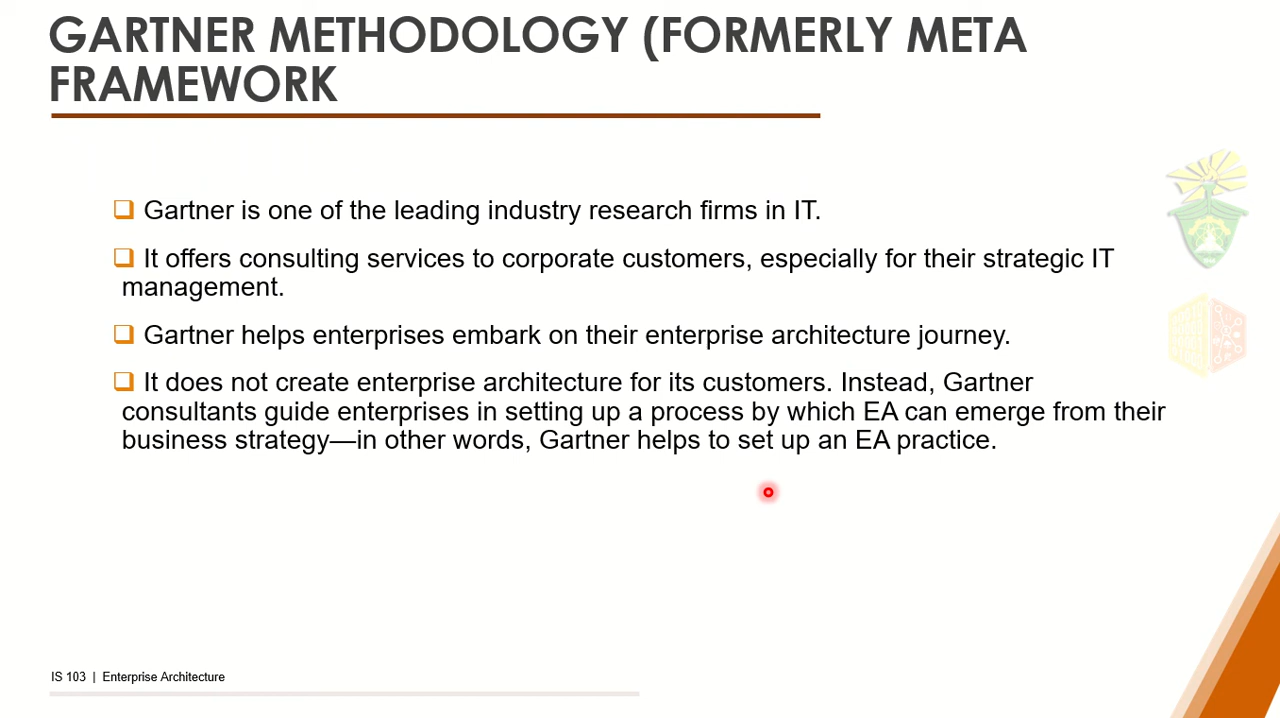 GARTNER METHODOLOGY (FORMERLY META
FRAMEWORK
Gartner is one of the leading industry research firms in IT.
It offers consulting services to corporate customers, especially for their strategic IT
management.
Gartner helps enterprises embark on their enterprise architecture journey.
It does not create enterprise architecture for its customers. Instead, Gartner
consultants guide enterprises in setting up a process by which EA can emerge from their
business strategy—in other words, Gartner helps to set up an EA practice.
IS 103 | Enterprise Architecture